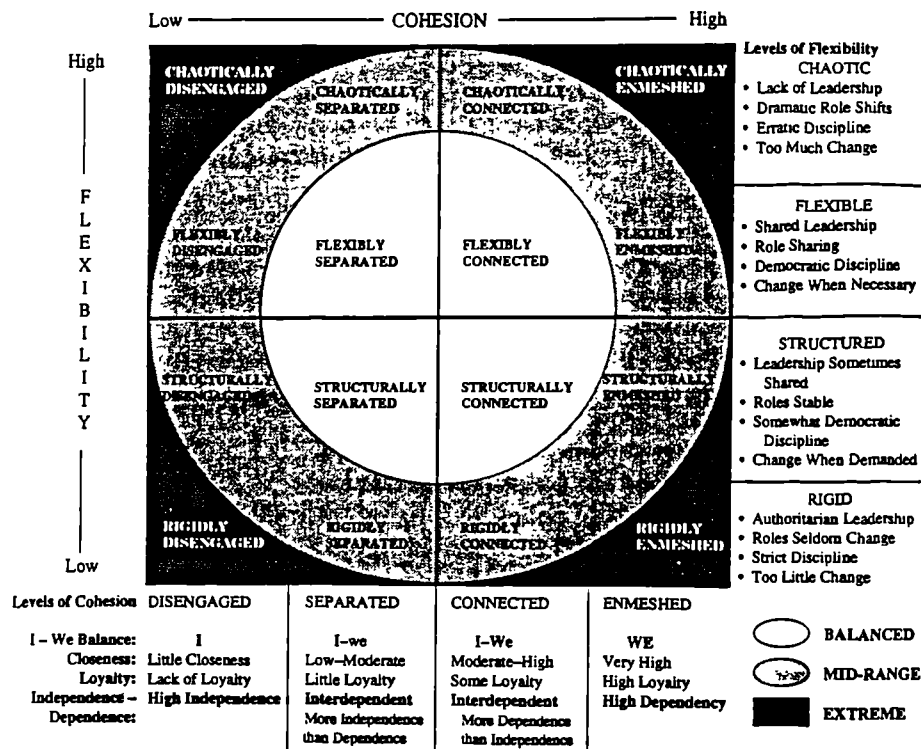 Low COHESION High
High
FLEXIBILITY
Low
CHAOTICALLY
DISENGAGED
CHAOTICALLY
SEPARATED
CHAOTICALLY
CONNECTED
CHAOTICALLY
ENMESHED
FLEXIBLY
DISENGAGED
FLEXIBLY
SEPARATED
FLEXIBLY
CONNECTED
FLEXIBLY
ENMESHED
STRUCTURALLY
DISENGAGED
STRUCTURALLY
SEPARATED
STRUCTURALLY
CONNECTED
STRUCTURALLY
ENMESHED
RIGIDLY
DISENGAGED
RIGIDLY
SEPARATED
RIGIDLY
CONNECTED
RIGIDLY
ENMESHED
Levels of Flexibility
CHAOTIC
• Lack of Leadership
• Dramatic Role Shifts
• Erratic Discipline
• Too Much Change
FLEXIBLE
• Shared Leadership
• Role Sharing
• Democratic Discipline
• Change When Necessary
STRUCTURED
• Leadership Sometimes
Shared
• Roles Stable
• Somewhat Democratic
Discipline
• Change When Demanded
RIGID
• Authoritarian Leadership
• Roles Seldom Change
• Strict Discipline
• Too Little Change
Levels of Cohesion DISENGAGED SEPARATED CONNECTED ENMESHED
I – We Balance: I I–we I–We WE
Closeness: Little Closeness Low–Moderate Moderate–High Very High
Loyalty: Lack of Loyalty Little Loyalty Some Loyalty High Loyalty
Independence – High Independence Interdependent Interdependent High Dependency
Dependence: More Independence More Dependence
than Dependence than Independence
BALANCED
MID-RANGE
EXTREME